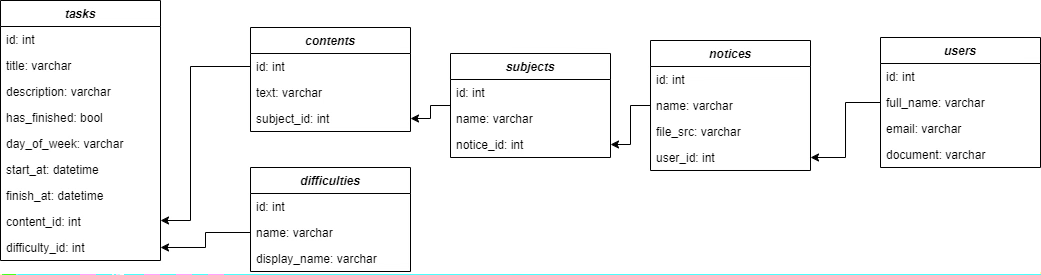 tasks
id: int
title: varchar
description: varchar
has_finished: bool
day_of_week: varchar
start_at: datetime
finish_at: datetime
content_id: int
difficulty_id: int
contents
id: int
text: varchar
subject_id: int
difficulties
id: int
name: varchar
display_name: varchar
subjects
id: int
name: varchar
notice_id: int
notices
id: int
name: varchar
file_src: varchar
user_id: int
users
id: int
full_name: varchar
email: varchar
document: varchar